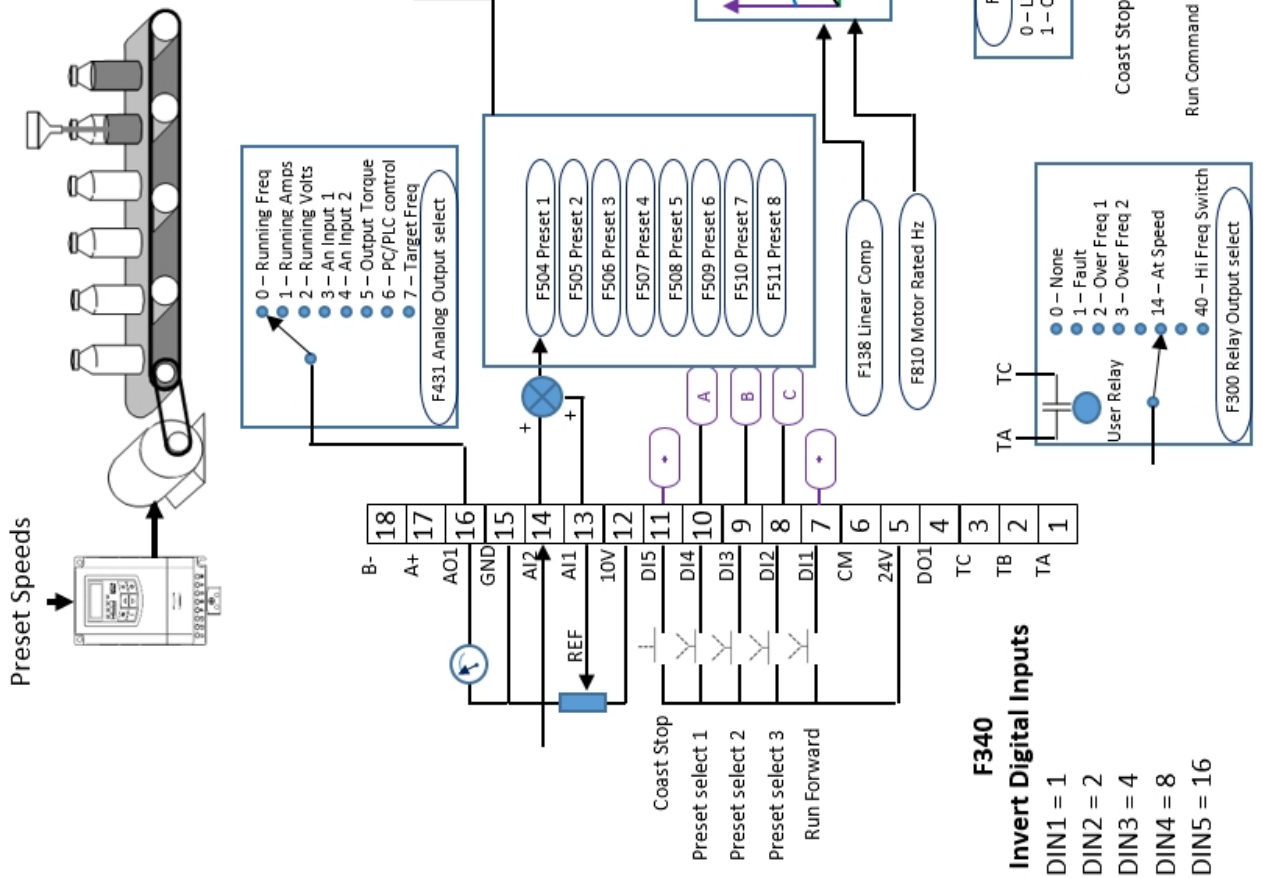 Preset Speeds
0 – Running Freq
1 – Running Amps
2 – Running Volts
3 – An Input 1
4 – An Input 2
5 – Output Torque
6 – PC/PLC control
7 – Target Freq
F431 Analog Output select
F504 Preset 1
F505 Preset 2
F506 Preset 3
F507 Preset 4
F508 Preset 5
F509 Preset 6
F510 Preset 7
F511 Preset 8
+
+
*
A
B
C
*
F138 Linear Comp
F810 Motor Rated Hz
B- 18
A+ 17
AO1 16
GND 15
AI2 14
AI1 13
10V 12
DI5 11
DI4 10
DI3 9
DI2 8
DI1 7
CM 6
24V 5
DO1 4
TC 3
TB 2
TA 1
REF
Coast Stop
Preset select 1
Preset select 2
Preset select 3
Run Forward
TA TC
User Relay
0 – None
1 – Fault
2 – Over Freq 1
3 – Over Freq 2
14 – At Speed
40 – Hi Freq Switch
F300 Relay Output select
F340
Invert Digital Inputs
DIN1 = 1
DIN2 = 2
DIN3 = 4
DIN4 = 8
DIN5 = 16
F
0 – L
1 – C
Coast Stop
Run Command